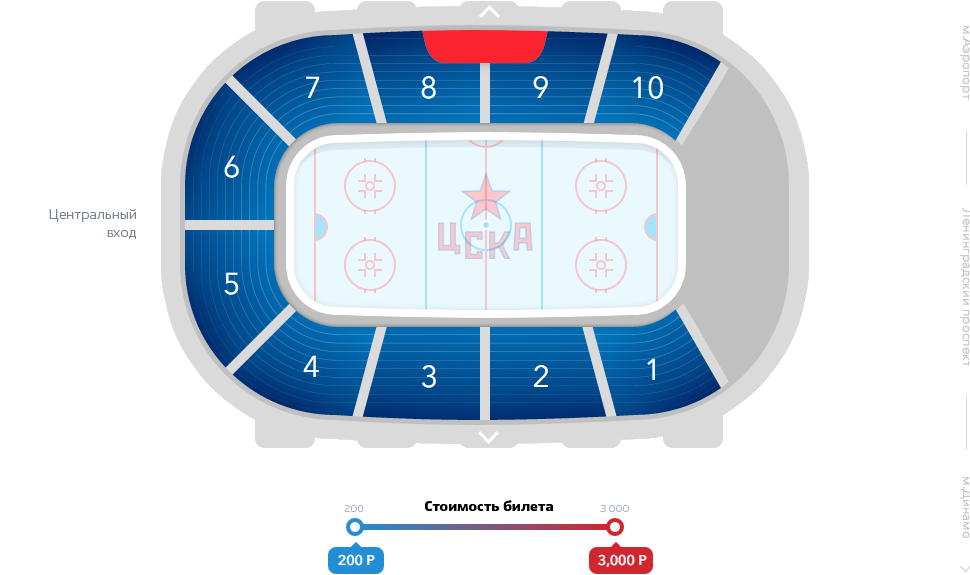 7
8
9
10
6
5
4
3
2
1
ЦСКА
Центральный
вход
м.Аэропорт
Ленинградский проспект
м.Динамо
200
Стоимость билета
3 000
200 Р
3,000 Р